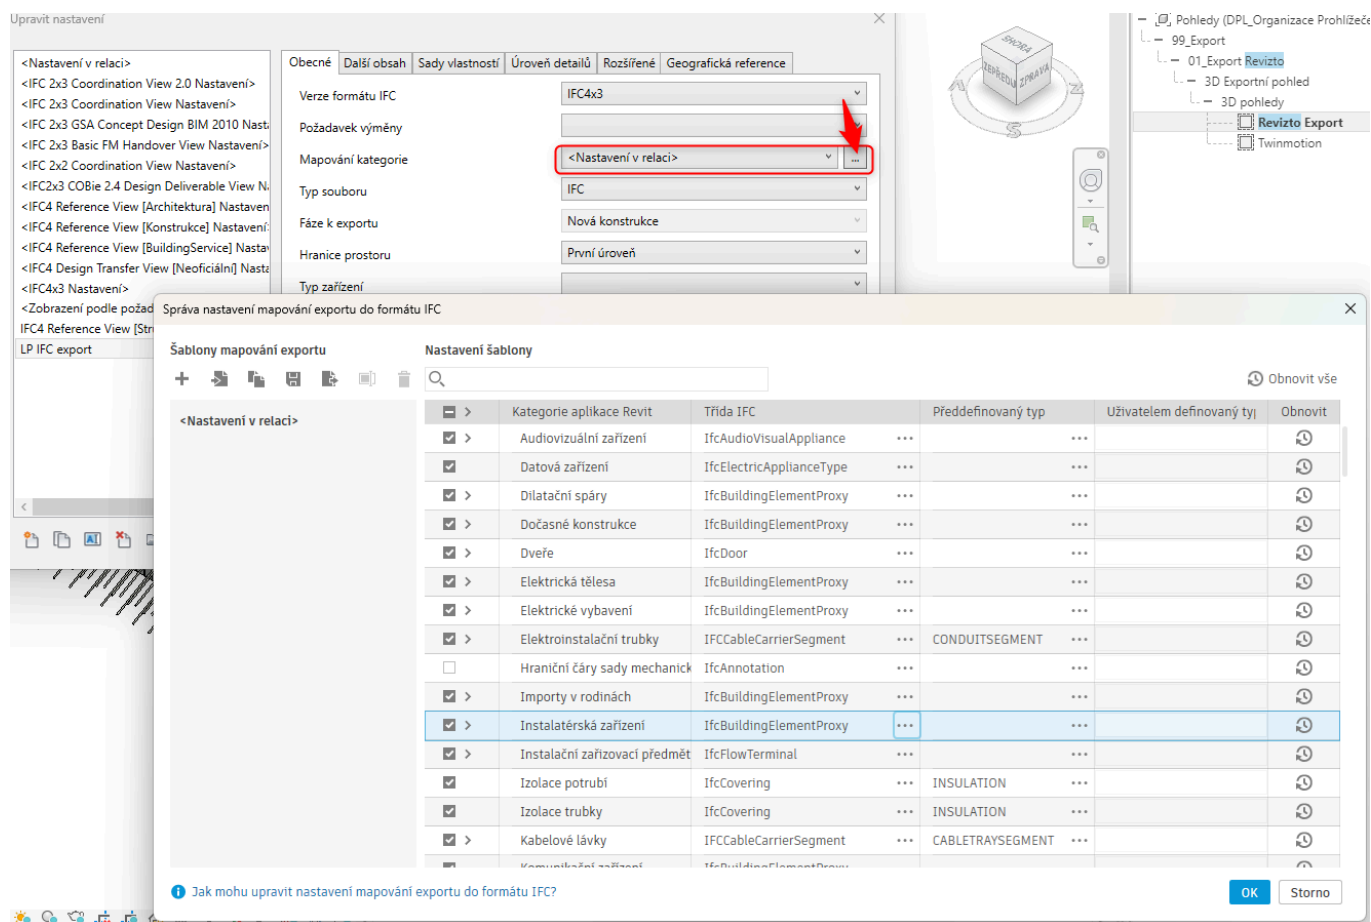 Upravit nastavení
<Nastavení v relaci>
<IFC 2x3 Coordination View 2.0 Nastavení>
<IFC 2x3 Coordination View Nastavení>
<IFC 2x3 GSA Concept Design BIM 2010 Nasta
<IFC 2x3 Basic FM Handover View Nastavení>
<IFC 2x2 Coordination View Nastavení>
<IFC2x3 COBie 2.4 Design Deliverable View Na
<IFC4 Reference View [Architektura] Nastaven
<IFC4 Reference View [Konstrukce] Nastavení
<IFC4 Reference View [BuildingService] Nasta
<IFC4 Design Transfer View [Neoficiální] Nasta
<IFC4x3 Nastavení>
<Zobrazení podle požad
IFC4 Reference View [Str
LP IFC export
Obecné Další obsah Sady vlastností Úroveň detailů Rozšířené Geografická reference
Verze formátu IFC IFC4x3
Požadavek výměny
Mapování kategorie <Nastavení v relaci> ...
Typ souboru IFC
Fáze k exportu Nová konstrukce
Hranice prostoru První úroveň
Typ zařízení
SHORA
ZEPŘEDU ZPRAVA
S
Z
Pohledy (DPL_Organizace Prohlížeče
99_Export
01_Export Revizto
3D Exportní pohled
3D pohledy
Revizto Export
Twinmotion
Správa nastavení mapování exportu do formátu IFC
Šablony mapování exportu
<Nastavení v relaci>
Nastavení šablony
Obnovit vše
Kategorie aplikace Revit Třída IFC Předdefinovaný typ Uživatelem definovaný typ Obnovit
Audiovizuální zařízení IfcAudioVisualAppliance
Datová zařízení IfcElectricApplianceType
Dilatační spáry IfcBuildingElementProxy
Dočasné konstrukce IfcBuildingElementProxy
Dveře IfcDoor
Elektrická tělesa IfcBuildingElementProxy
Elektrické vybavení IfcBuildingElementProxy
Elektroinstalační trubky IFCCableCarrierSegment CONDUITSEGMENT
Hraniční čáry sady mechanick IfcAnnotation
Importy v rodinách IfcBuildingElementProxy
Instalatérská zařízení IfcBuildingElementProxy
Instalační zařizovací předmět IfcFlowTerminal
Izolace potrubí IfcCovering INSULATION
Izolace trubky IfcCovering INSULATION
Kabelové lávky IFCCableCarrierSegment CABLETRAYSEGMENT
Komunikační zařízení IfcBuildingElementProxy
Jak mohu upravit nastavení mapování exportu do formátu IFC?
OK Storno